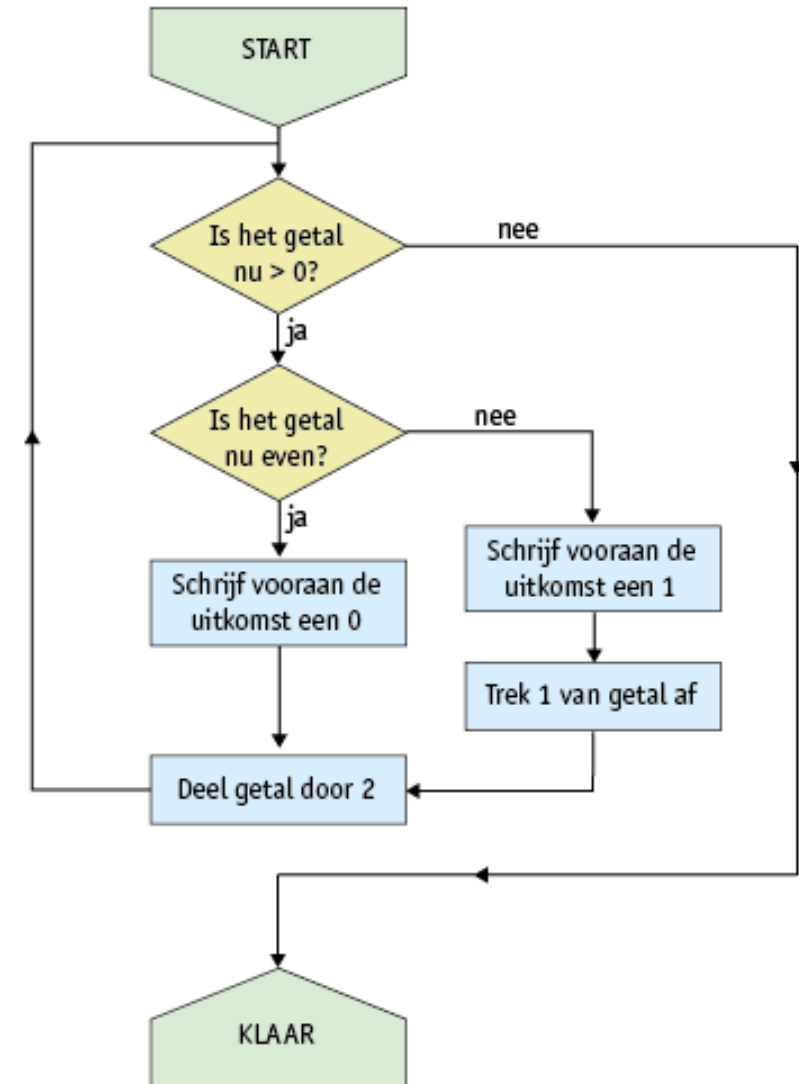 START
Is het getal
nu > 0?
nee
ja
Is het getal
nu even?
nee
ja
Schrijf vooraan de
uitkomst een 0
Schrijf vooraan de
uitkomst een 1
Trek 1 van getal af
Deel getal door 2
KLAAR